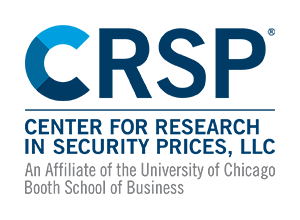 CRSP®
CENTER FOR RESEARCH
IN SECURITY PRICES, LLC
An Affiliate of the University of Chicago
Booth School of Business